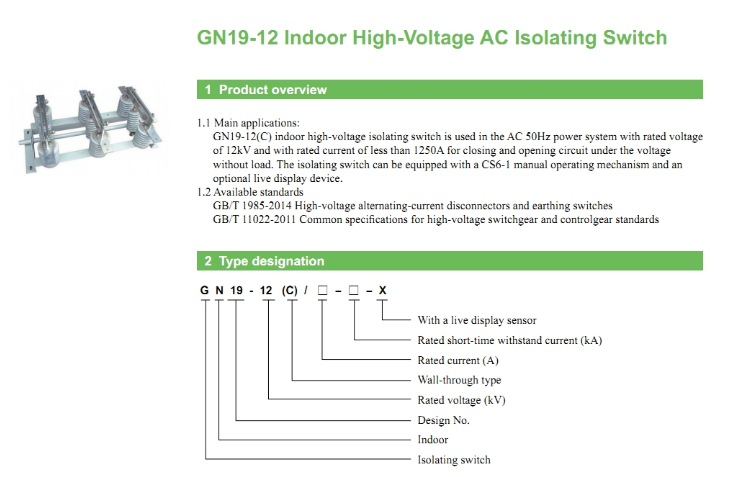 GN19-12 Indoor High-Voltage AC Isolating Switch
1 Product overview
1.1 Main applications:
GN19-12(C) indoor high-voltage isolating switch is used in the AC 50Hz power system with rated voltage
of 12kV and with rated current of less than 1250A for closing and opening circuit under the voltage
without load. The isolating switch can be equipped with a CS6-1 manual operating mechanism and an
optional live display device.
1.2 Available standards
GB/T 1985-2014 High-voltage alternating-current disconnectors and earthing switches
GB/T 11022-2011 Common specifications for high-voltage switchgear and controlgear standards
2 Type designation
G N 19 - 12 (C) / □ - □ - X
With a live display sensor
Rated short-time withstand current (kA)
Rated current (A)
Wall-through type
Rated voltage (kV)
Design No.
Indoor
Isolating switch